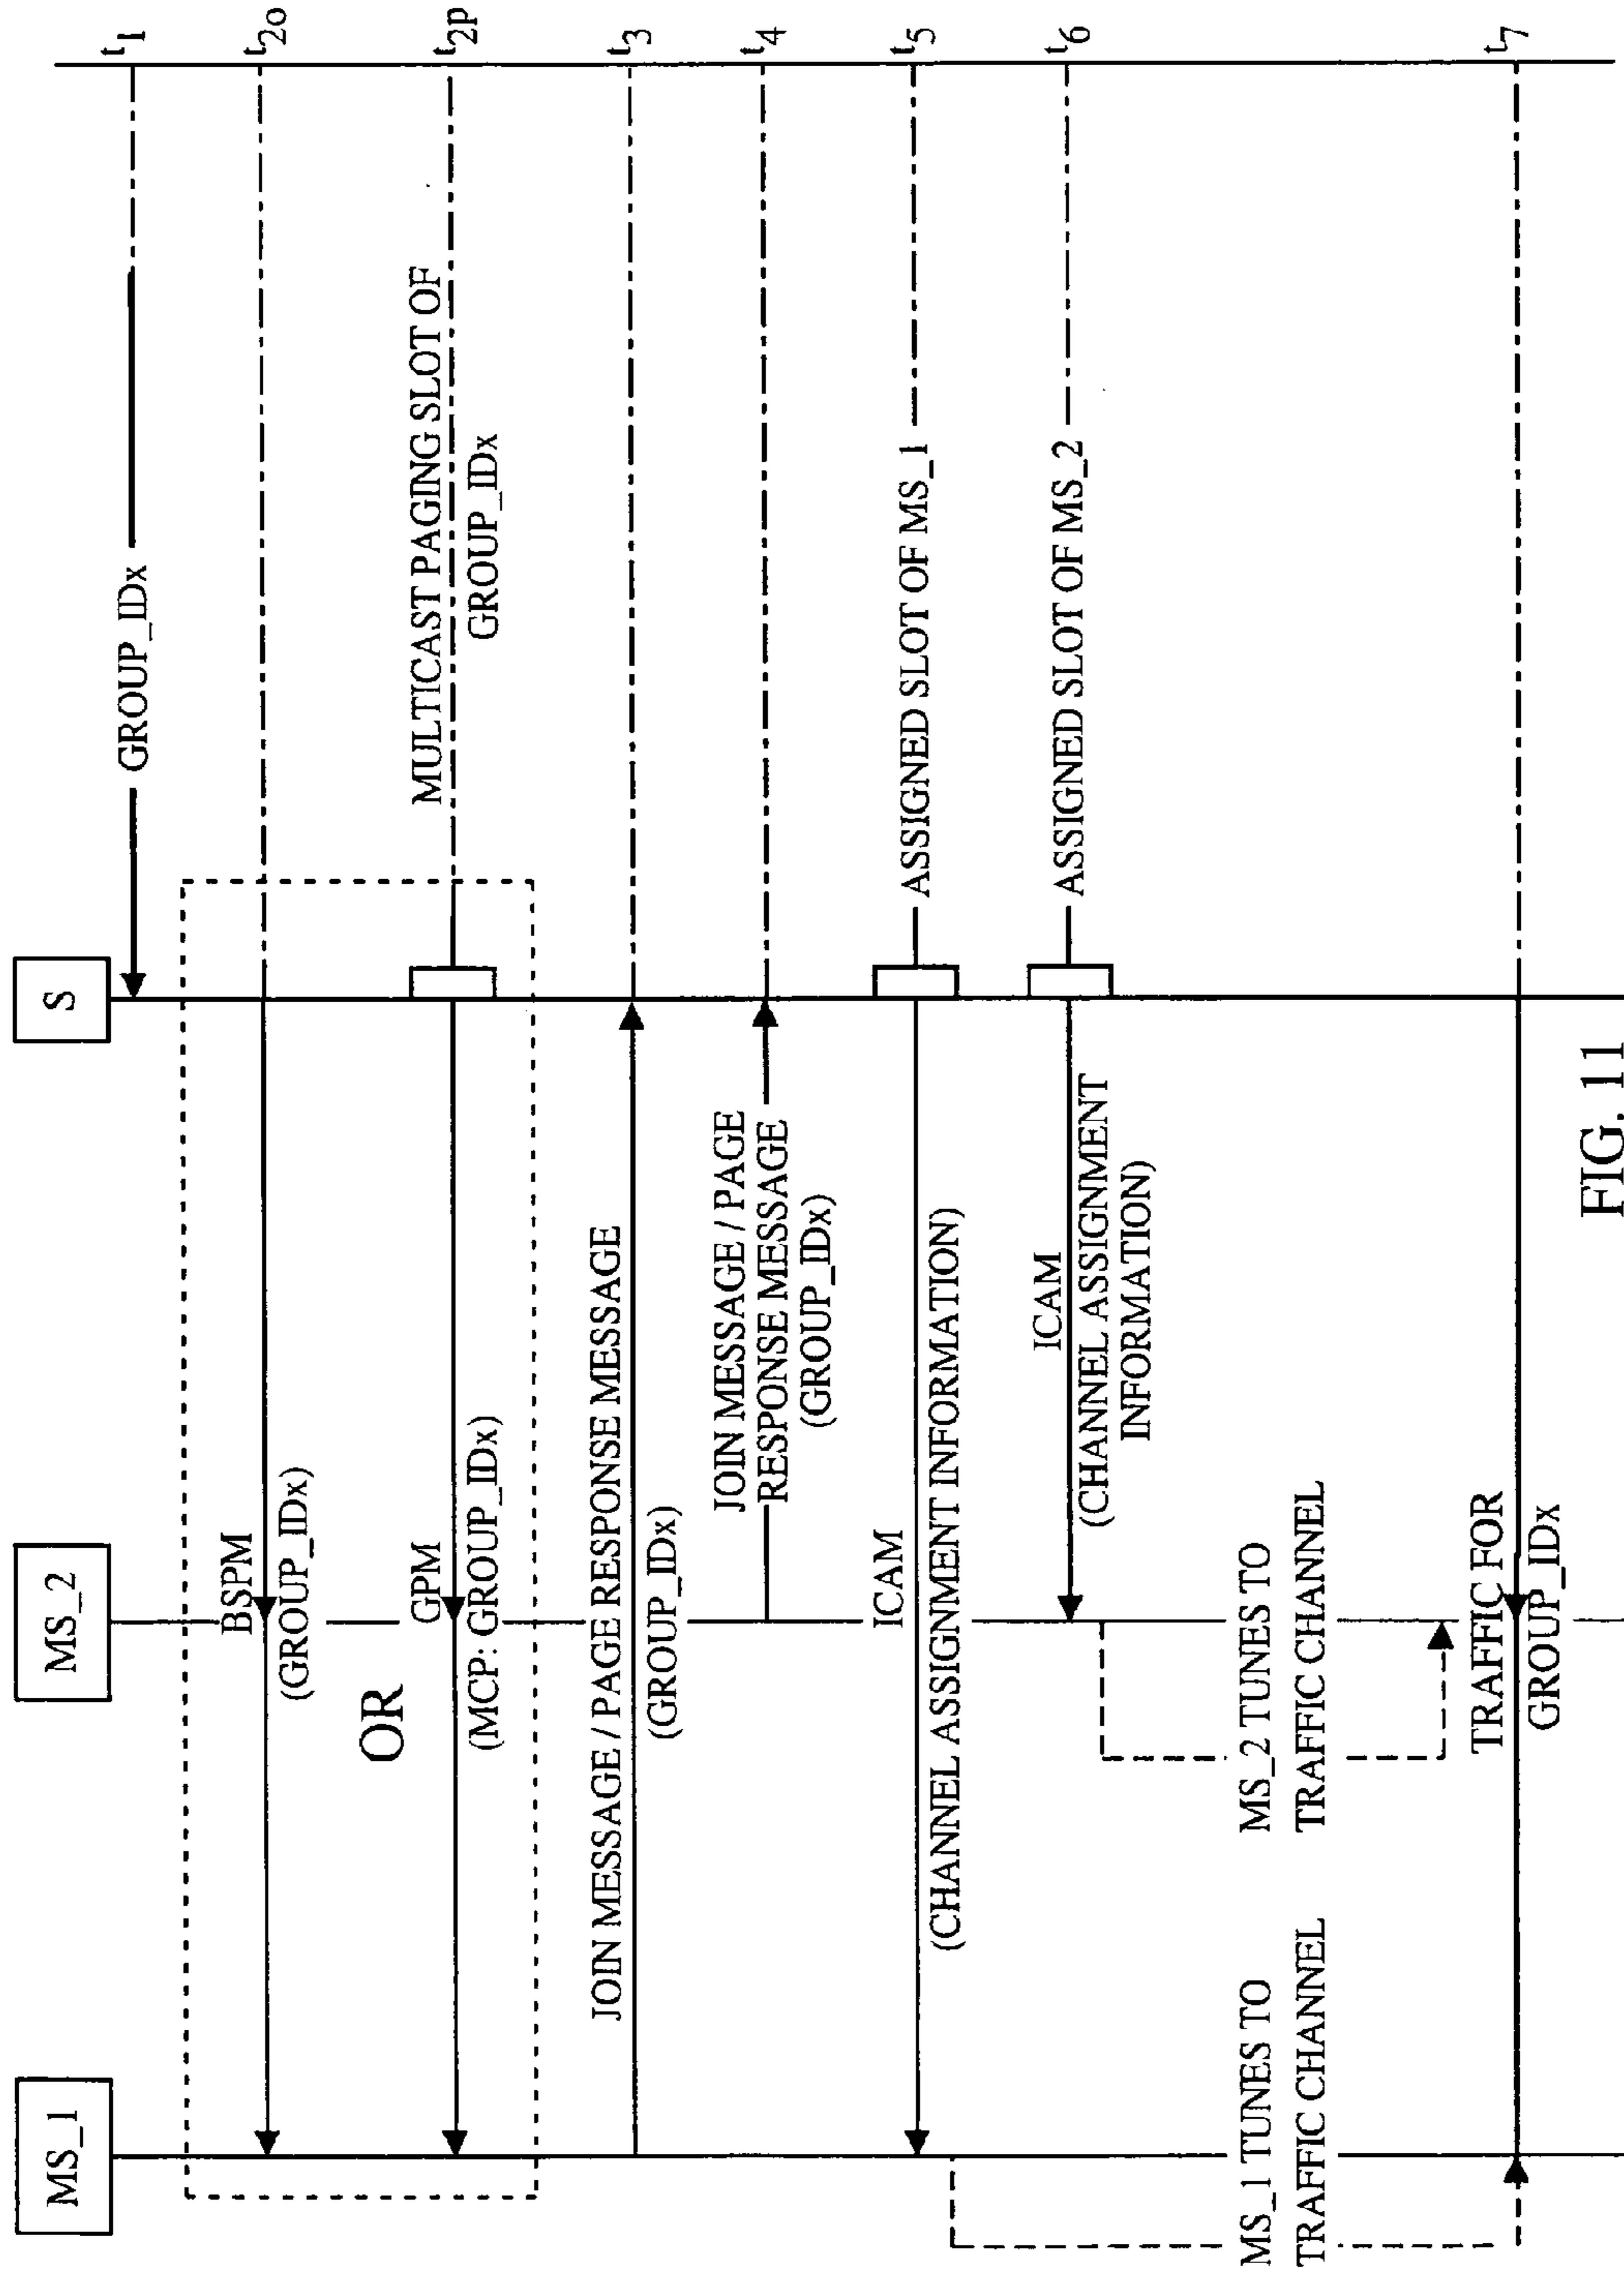 MS_1
MS_2
S
GROUP_IDx
t1
BSPM
(GROUP_IDx)
t2o
OR
GPM
(MCP: GROUP_IDx)
MULTICAST PAGING SLOT OF
GROUP_IDx
t2p
JOIN MESSAGE / PAGE RESPONSE MESSAGE
(GROUP_IDx)
t3
JOIN MESSAGE / PAGE
RESPONSE MESSAGE
(GROUP_IDx)
t4
ICAM
(CHANNEL ASSIGNMENT INFORMATION)
ASSIGNED SLOT OF MS_1
t5
ICAM
(CHANNEL ASSIGNMENT
INFORMATION)
ASSIGNED SLOT OF MS_2
t6
MS_1 TUNES TO
TRAFFIC CHANNEL
MS_2 TUNES TO
TRAFFIC CHANNEL
TRAFFIC FOR
GROUP_IDx
t7
FIG. 11